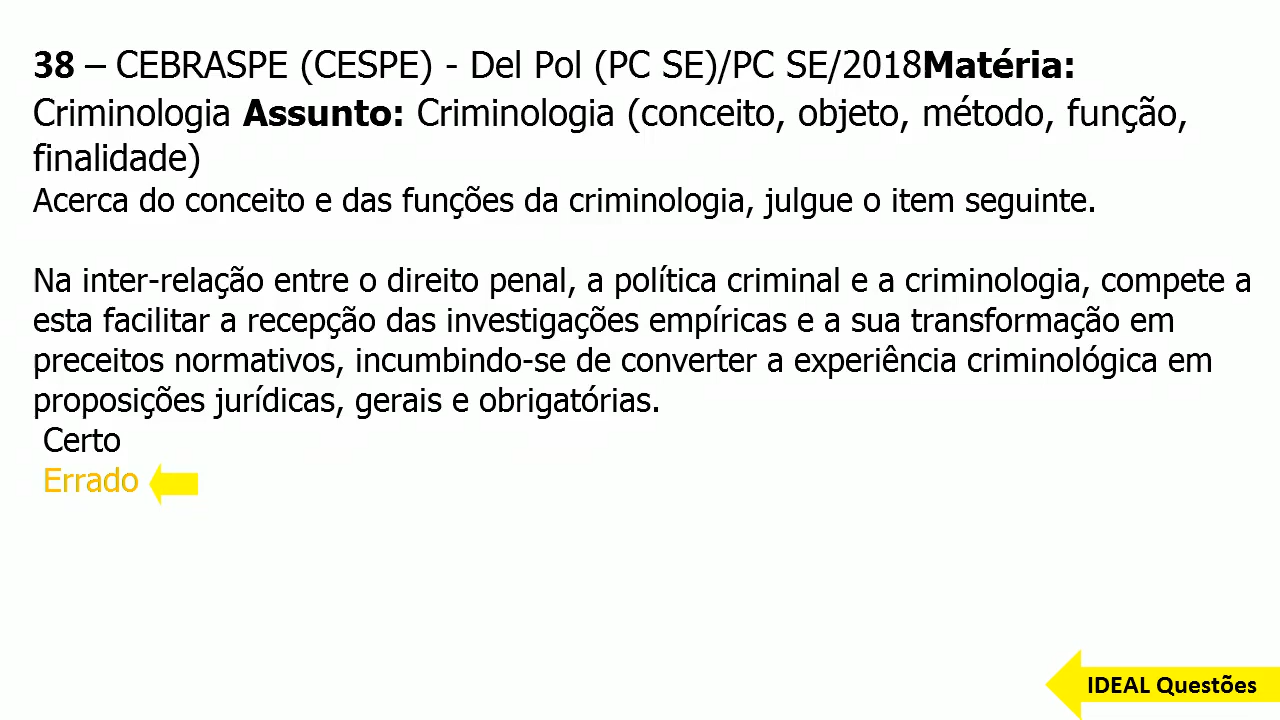 38 – CEBRASPE (CESPE) - Del Pol (PC SE)/PC SE/2018Matéria:
Criminologia Assunto: Criminologia (conceito, objeto, método, função,
finalidade)
Acerca do conceito e das funções da criminologia, julgue o item seguinte.
Na inter-relação entre o direito penal, a política criminal e a criminologia, compete a
esta facilitar a recepção das investigações empíricas e a sua transformação em
preceitos normativos, incumbindo-se de converter a experiência criminológica em
proposições jurídicas, gerais e obrigatórias.
Certo
Errado
IDEAL Questões